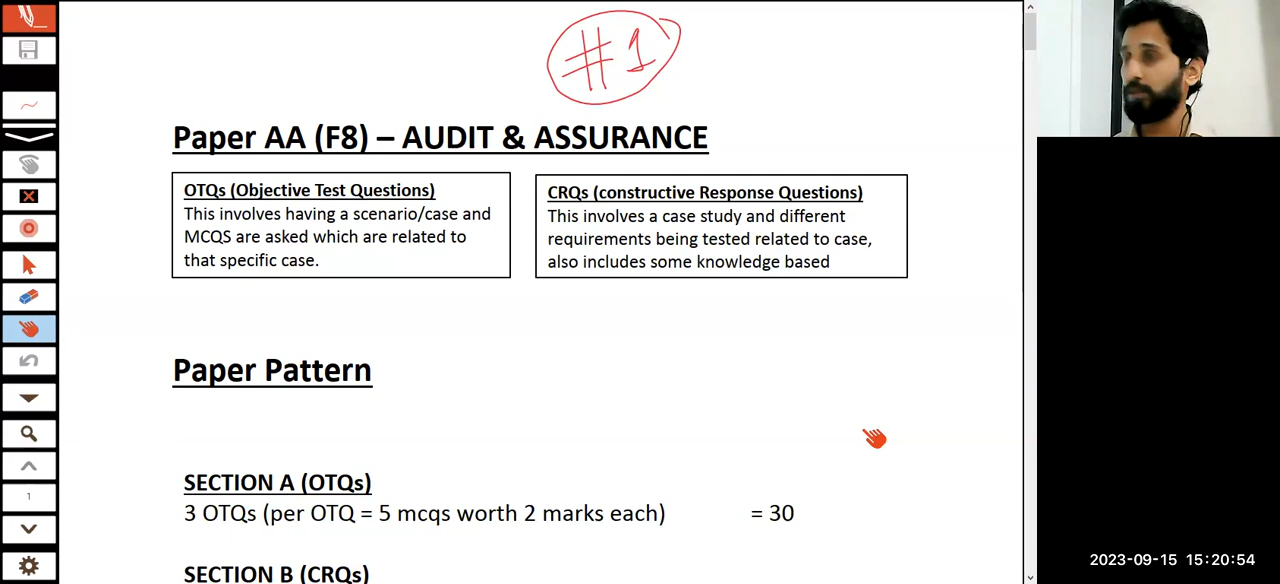 #1
Paper AA (F8) – AUDIT & ASSURANCE
OTQs (Objective Test Questions)
This involves having a scenario/case and
MCQS are asked which are related to
that specific case.
CRQs (constructive Response Questions)
This involves a case study and different
requirements being tested related to case,
also includes some knowledge based
Paper Pattern
SECTION A (OTQs)
3 OTQs (per OTQ = 5 mcqs worth 2 marks each) = 30
SECTION B (CRQs)
1
2023-09-15 15:20:54